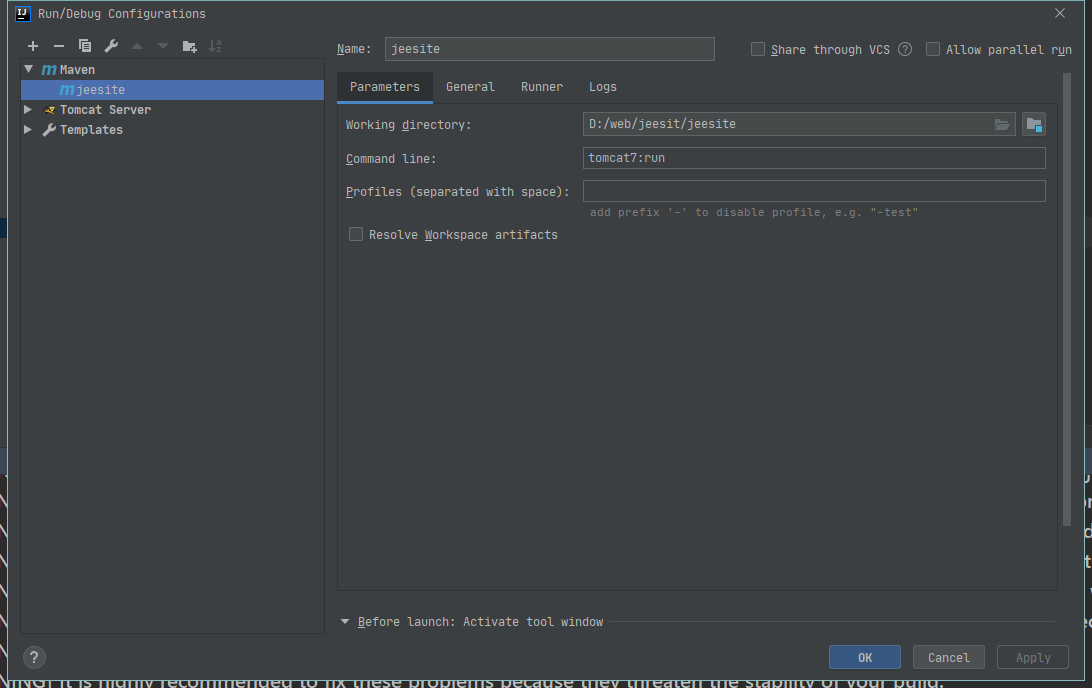 Run/Debug Configurations
Name: jeesite
Share through VCS ?
Allow parallel run
Maven
jeesite
Tomcat Server
Templates
Parameters General Runner Logs
Working directory: D:/web/jeesit/jeesite
Command line: tomcat7:run
Profiles (separated with space):
add prefix '-' to disable profile, e.g. "-test"
Resolve Workspace artifacts
Before launch: Activate tool window
? OK Cancel Apply
NING! It is highly recommended to fix these problems because they threaten the stability of your build.